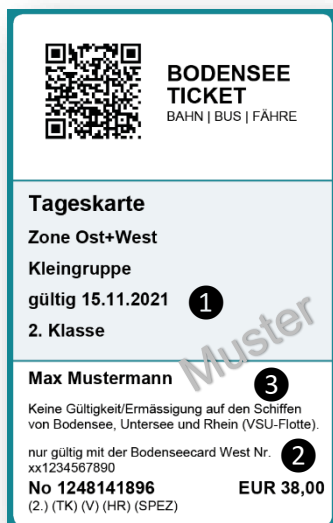 BODENSEE
TICKET
BAHN | BUS | FÄHRE
Tageskarte
Zone Ost+West
Kleingruppe
gültig 15.11.2021 1
2. Klasse
Muster
Max Mustermann 3
Keine Gültigkeit/Ermässigung auf den Schiffen
von Bodensee, Untersee und Rhein (VSU-Flotte).
nur gültig mit der Bodenseecard West Nr. 2
xx1234567890
No 1248141896 EUR 38,00
(2.) (TK) (V) (HR) (SPEZ)